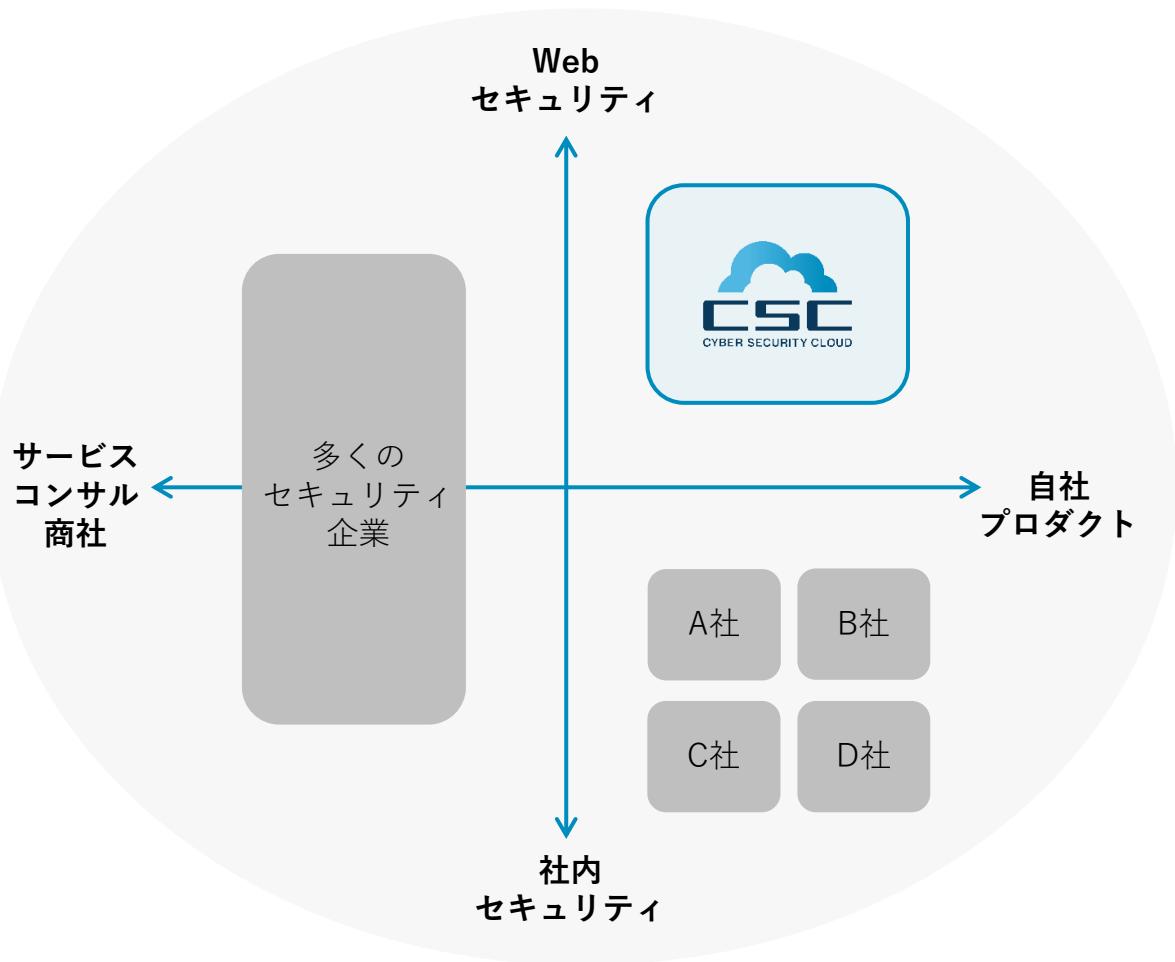 Web
セキュリティ
CSC
CYBER SECURITY CLOUD
サービス
コンサル
商社
多くの
セキュリティ
企業
自社
プロダクト
A社
B社
C社
D社
社内
セキュリティ